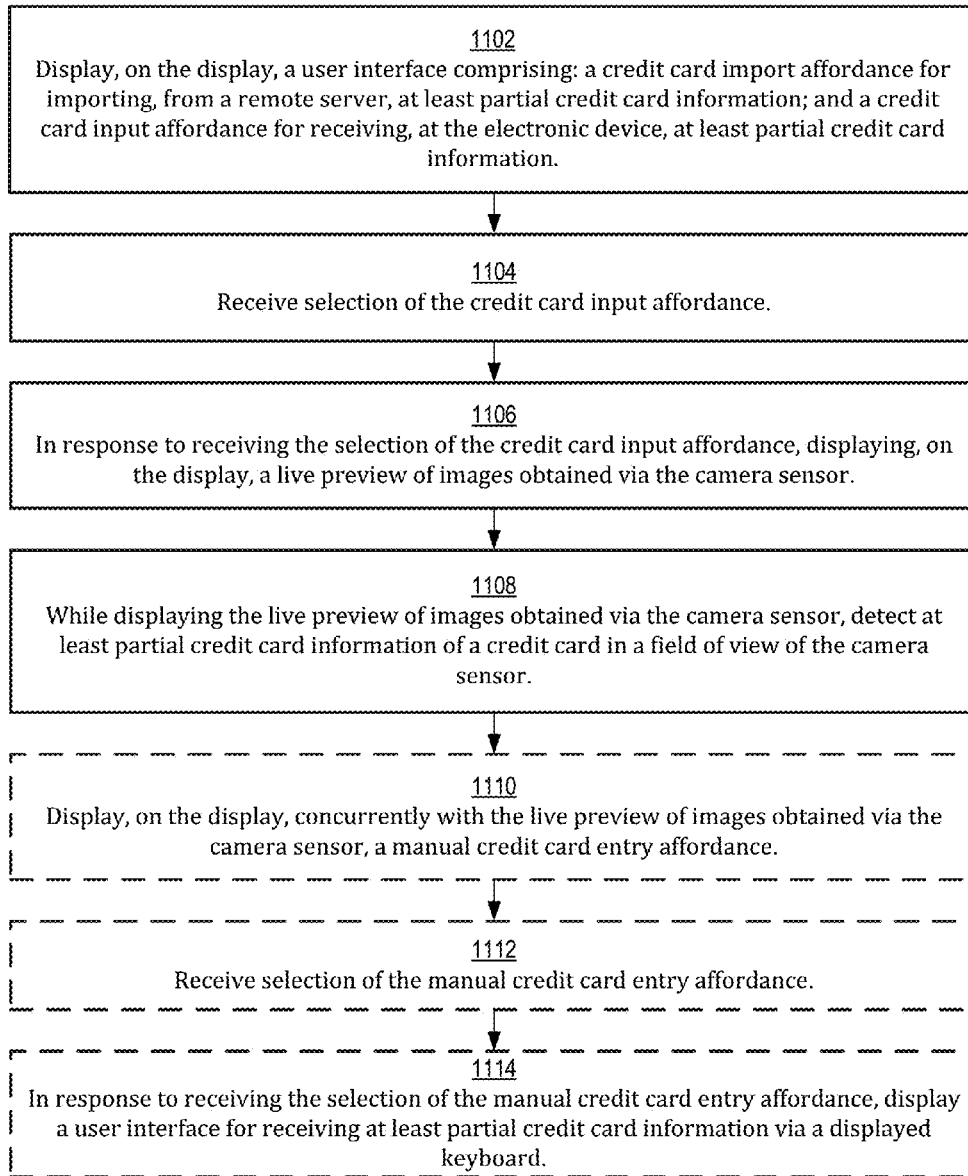 1102
Display, on the display, a user interface comprising: a credit card import affordance for
importing, from a remote server, at least partial credit card information; and a credit
card input affordance for receiving, at the electronic device, at least partial credit card
information.
1104
Receive selection of the credit card input affordance.
1106
In response to receiving the selection of the credit card input affordance, displaying, on
the display, a live preview of images obtained via the camera sensor.
1108
While displaying the live preview of images obtained via the camera sensor, detect at
least partial credit card information of a credit card in a field of view of the camera
sensor.
1110
Display, on the display, concurrently with the live preview of images obtained via the
camera sensor, a manual credit card entry affordance.
1112
Receive selection of the manual credit card entry affordance.
1114
In response to receiving the selection of the manual credit card entry affordance, display
a user interface for receiving at least partial credit card information via a displayed
keyboard.